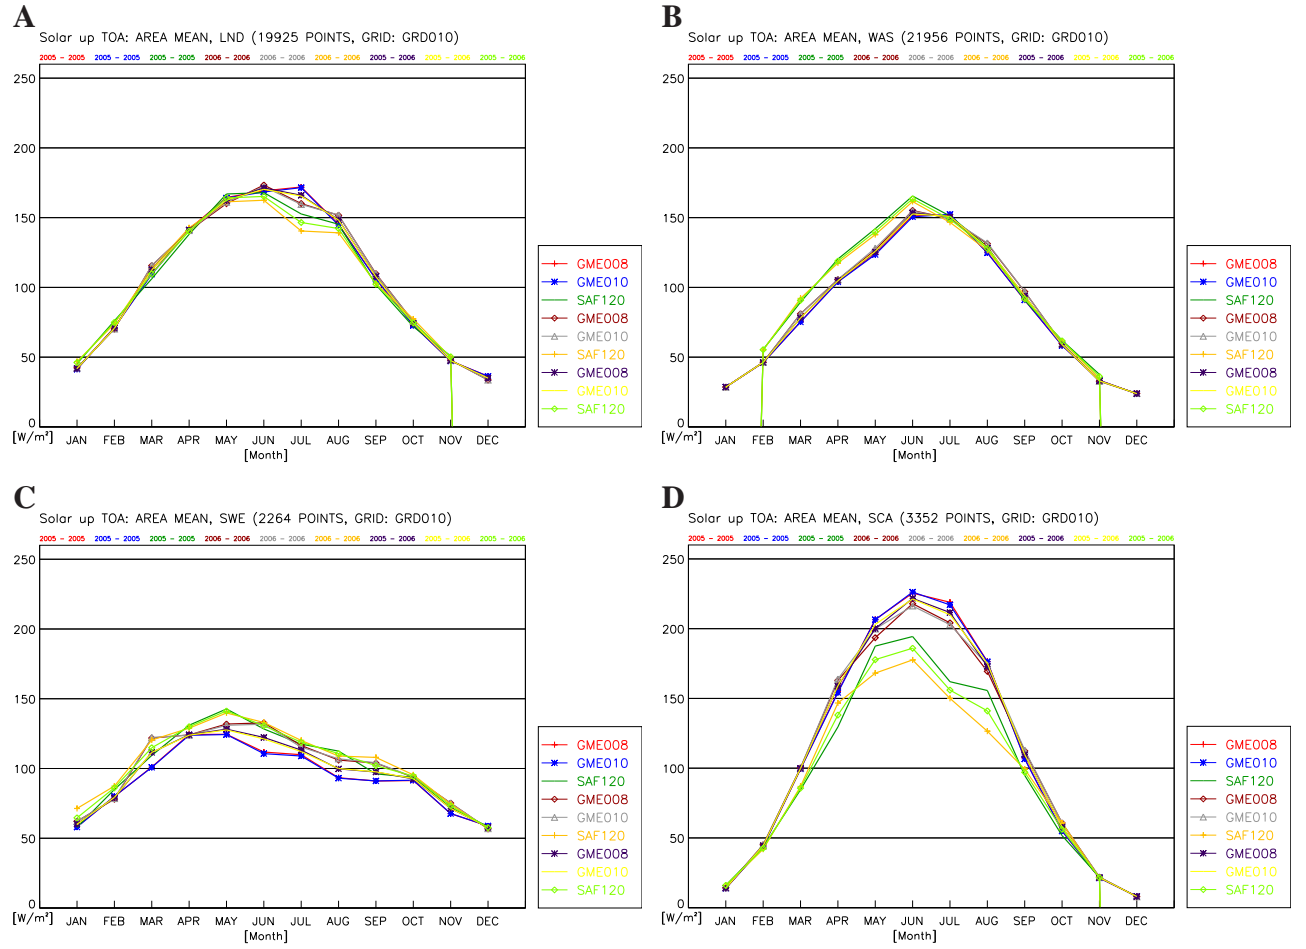 A
Solar up TOA: AREA MEAN, LND (19925 POINTS, GRID: GRD010)
2005 - 2005 2005 - 2005 2005 - 2005 2006 - 2006 2006 - 2006 2006 - 2006 2005 - 2006 2005 - 2006 2005 - 2006
250
200
150
100
50
0
[W/m²]
JAN FEB MAR APR MAY JUN JUL AUG SEP OCT NOV DEC
[Month]
GME008
GME010
SAF120
GME008
GME010
SAF120
GME008
GME010
SAF120
B
Solar up TOA: AREA MEAN, WAS (21956 POINTS, GRID: GRD010)
2005 - 2005 2005 - 2005 2005 - 2005 2006 - 2006 2006 - 2006 2006 - 2006 2005 - 2006 2005 - 2006 2005 - 2006
250
200
150
100
50
0
[W/m²]
JAN FEB MAR APR MAY JUN JUL AUG SEP OCT NOV DEC
[Month]
GME008
GME010
SAF120
GME008
GME010
SAF120
GME008
GME010
SAF120
C
Solar up TOA: AREA MEAN, SWE (2264 POINTS, GRID: GRD010)
2005 - 2005 2005 - 2005 2005 - 2005 2006 - 2006 2006 - 2006 2006 - 2006 2005 - 2006 2005 - 2006 2005 - 2006
250
200
150
100
50
0
[W/m²]
JAN FEB MAR APR MAY JUN JUL AUG SEP OCT NOV DEC
[Month]
GME008
GME010
SAF120
GME008
GME010
SAF120
GME008
GME010
SAF120
D
Solar up TOA: AREA MEAN, SCA (3352 POINTS, GRID: GRD010)
2005 - 2005 2005 - 2005 2005 - 2005 2006 - 2006 2006 - 2006 2006 - 2006 2005 - 2006 2005 - 2006 2005 - 2006
250
200
150
100
50
0
[W/m²]
JAN FEB MAR APR MAY JUN JUL AUG SEP OCT NOV DEC
[Month]
GME008
GME010
SAF120
GME008
GME010
SAF120
GME008
GME010
SAF120